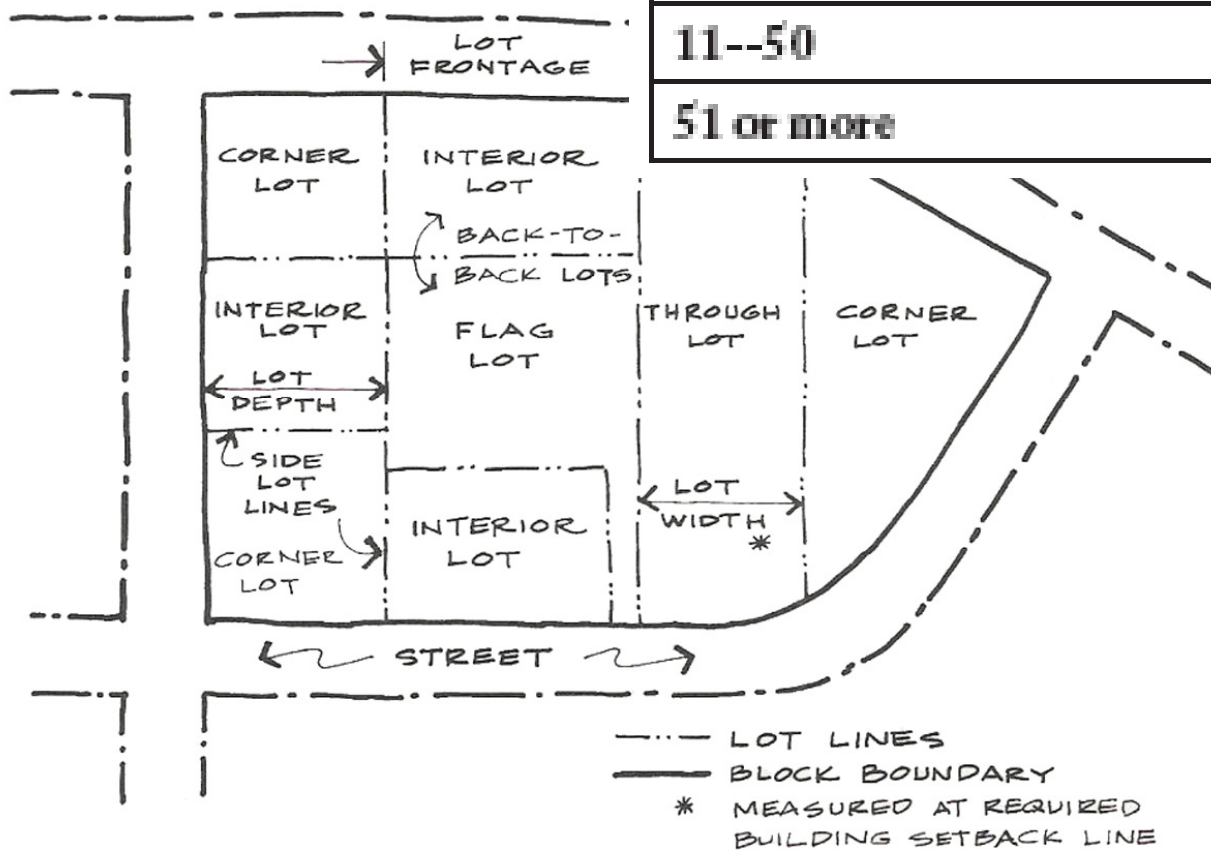 11--50
51 or more
LOT
FRONTAGE
CORNER
LOT
INTERIOR
LOT
BACK-TO-
BACK LOTS
INTERIOR
LOT
FLAG
LOT
THROUGH
LOT
CORNER
LOT
LOT
DEPTH
SIDE
LOT
LINES
CORNER
LOT
INTERIOR
LOT
LOT
WIDTH
*
STREET
LOT LINES
BLOCK BOUNDARY
* MEASURED AT REQUIRED
BUILDING SETBACK LINE